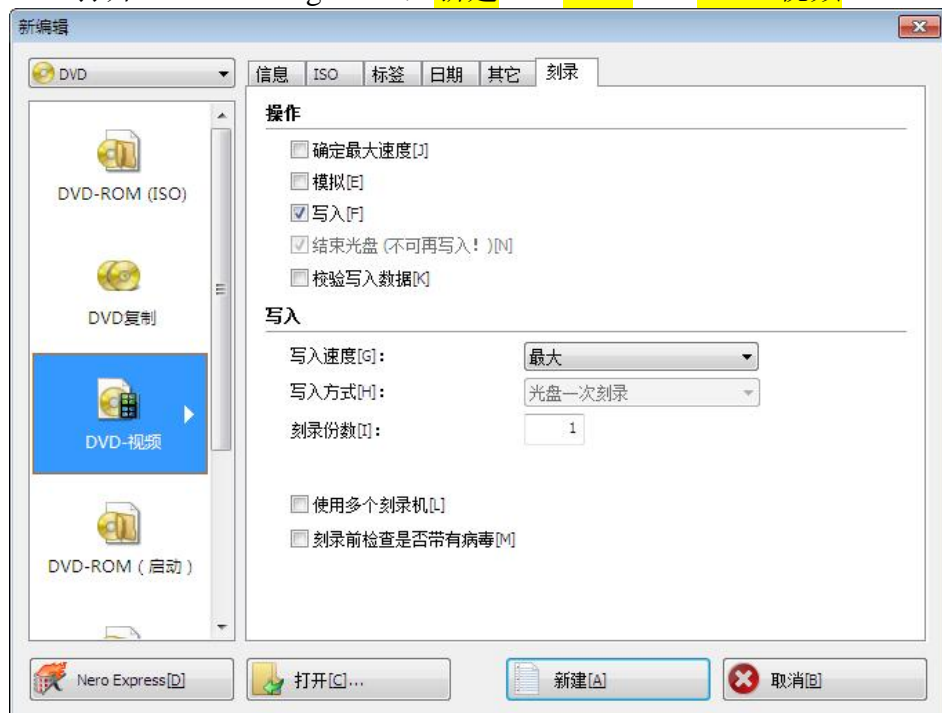 新建
视频
新编辑
DVD
信息 ISO 标签 日期 其它 刻录
DVD-ROM (ISO)
DVD复制
DVD-视频
DVD-ROM ( 启动 )
操作
确定最大速度[J]
模拟[E]
写入[F]
结束光盘 (不可再写入! )[N]
校验写入数据[K]
写入
写入速度[G]: 最大
写入方式[H]: 光盘一次刻录
刻录份数[I]: 1
使用多个刻录机[L]
刻录前检查是否带有病毒[M]
Nero Express[D] 打开[C]... 新建[A] 取消[B]